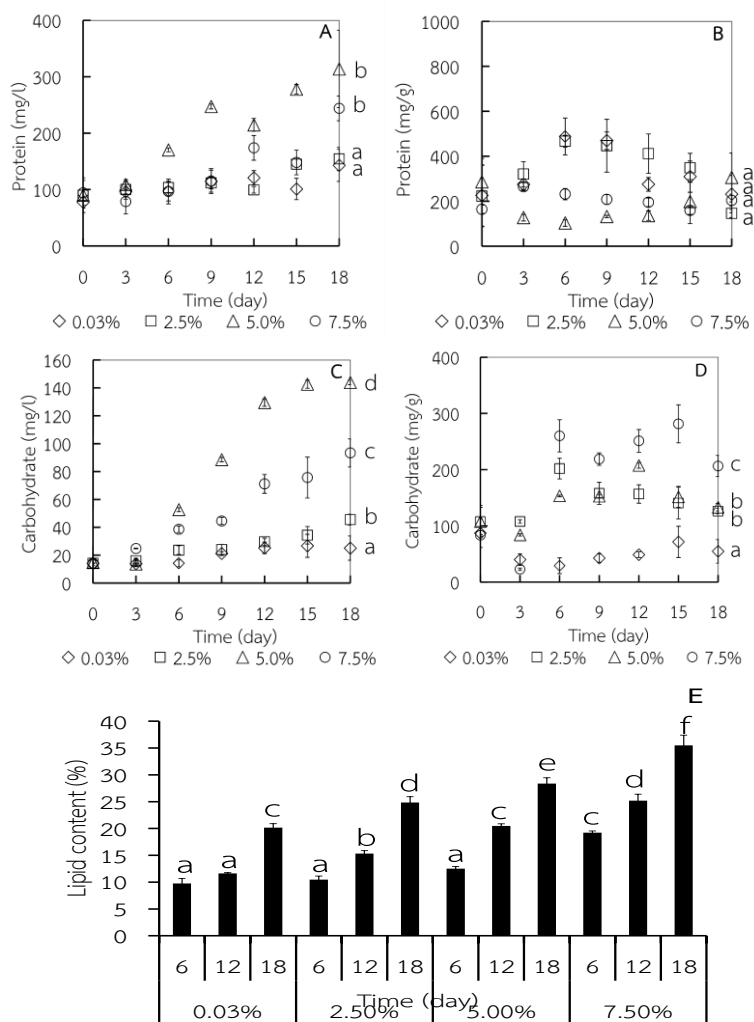 A
B
400
300
200
100
0
Protein (mg/l)
b
b
a
a
0 3 6 9 12 15 18
Time (day)
0.03% 2.5% 5.0% 7.5%
1000
800
600
400
200
0
Protein (mg/g)
a
a
a
a
0 3 6 9 12 15 18
Time (day)
0.03% 2.5% 5.0% 7.5%
C
160
140
120
100
80
60
40
20
0
Carbohydrate (mg/l)
d
c
b
a
0 3 6 9 12 15 18
Time (day)
0.03% 2.5% 5.0% 7.5%
D
400
300
200
100
0
Carbohydrate (mg/g)
c
b
b
a
0 3 6 9 12 15 18
Time (day)
0.03% 2.5% 5.0% 7.5%
E
40
35
30
25
20
15
10
5
0
Lipid content (%)
a a c a b d a c e c d f
6 12 18 6 12 18 6 12 18 6 12 18
0.03% 2.50% 5.00% 7.50%
Time (day)